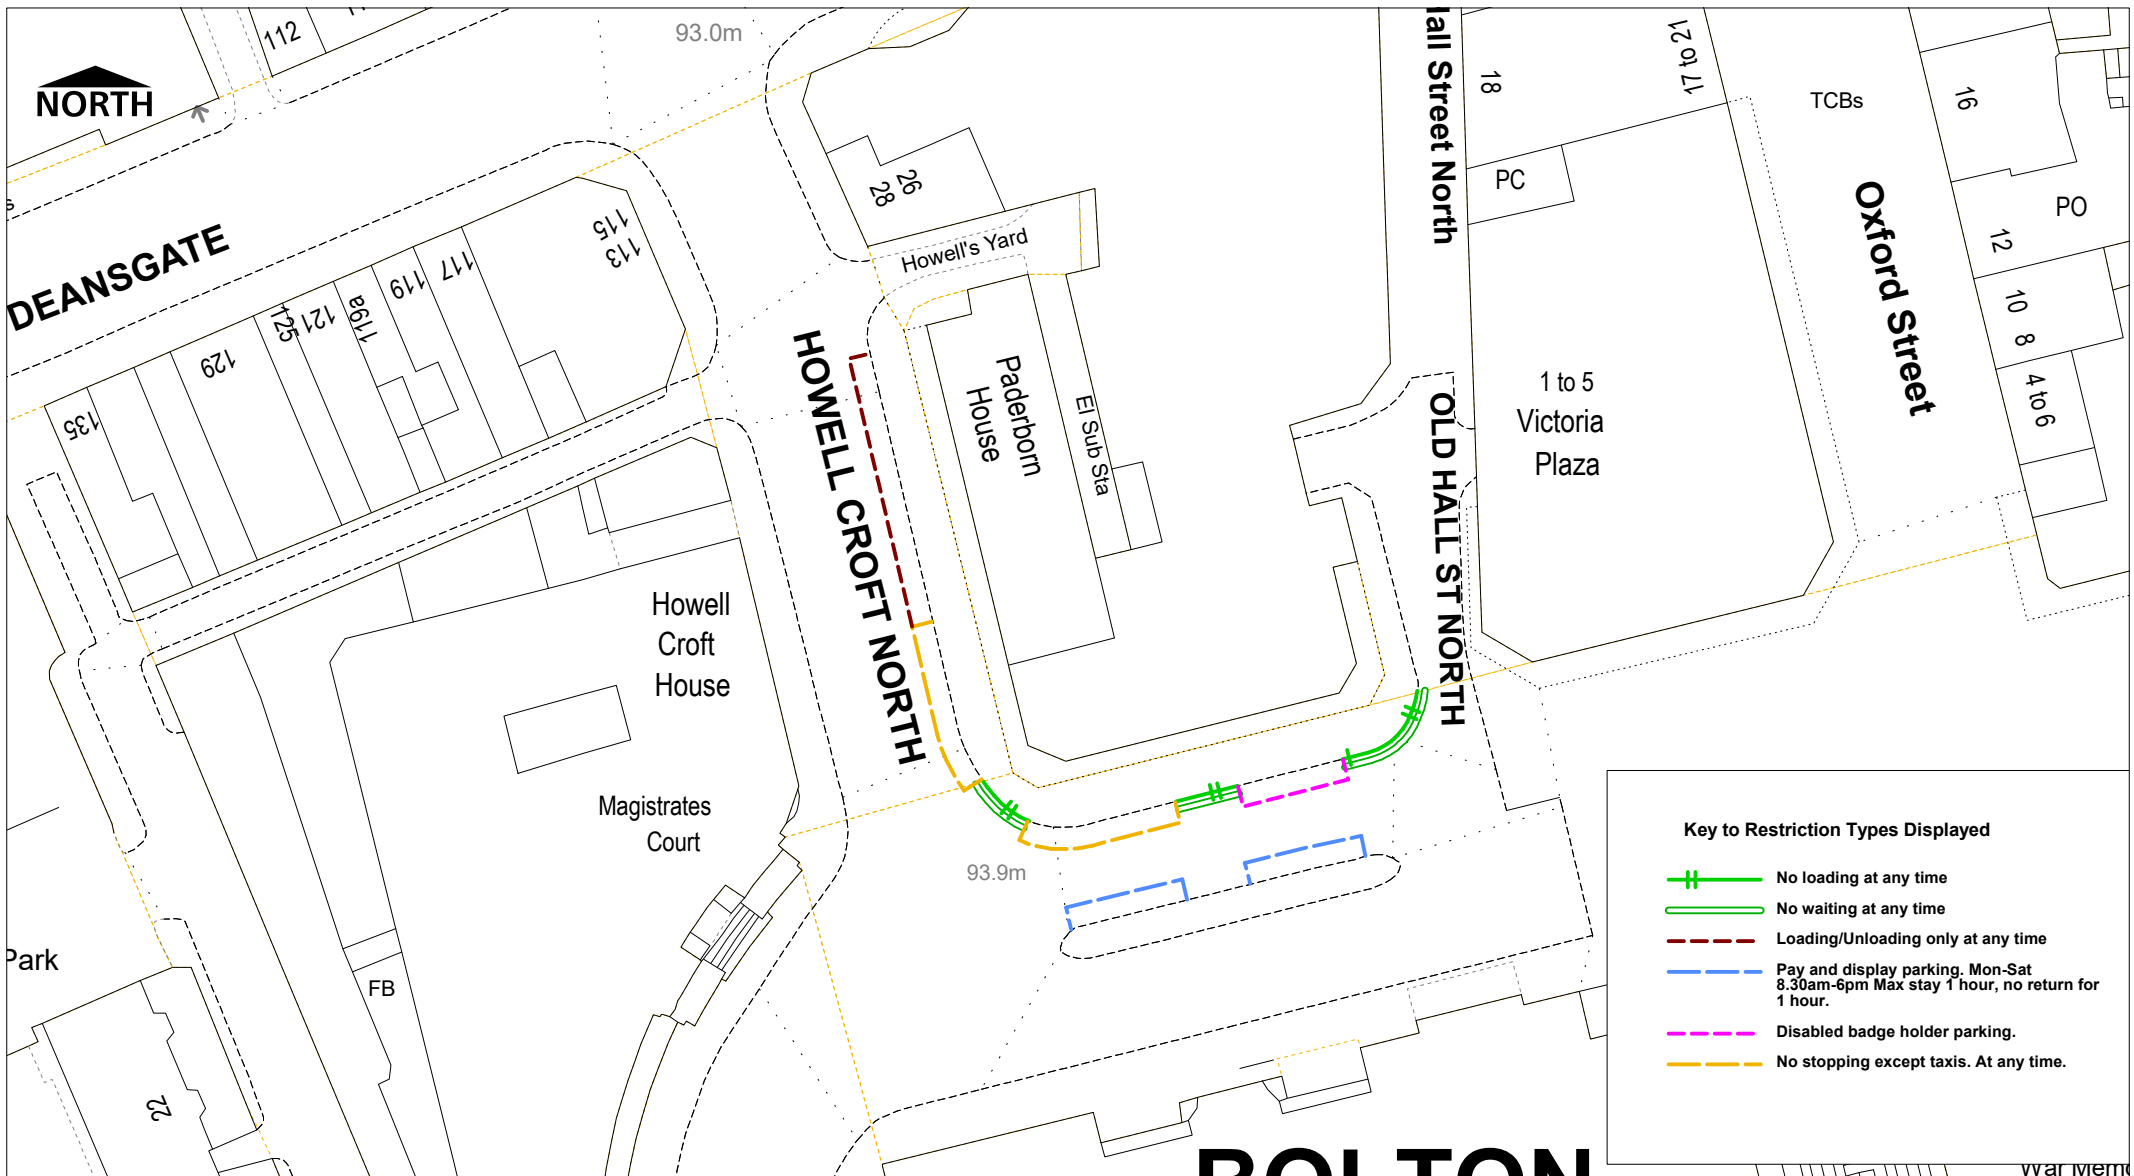 112
93.0m
NORTH
18
17 to 21
TCBs
16
Hall Street North
PC
PO
Oxford Street
12
10
8
4 to 6
26
28
Howell's Yard
DEANSGATE
115
113
117
119
119a
121
125
129
135
HOWELL CROFT NORTH
Paderborn
House
El Sub Sta
OLD HALL ST NORTH
1 to 5
Victoria
Plaza
Howell
Croft
House
Magistrates
Court
93.9m
Park
FB
22
BOLTON
Key to Restriction Types Displayed
No loading at any time
No waiting at any time
Loading/Unloading only at any time
Pay and display parking. Mon-Sat
8.30am-6pm Max stay 1 hour, no return for
1 hour.
Disabled badge holder parking.
No stopping except taxis. At any time.
War Memo